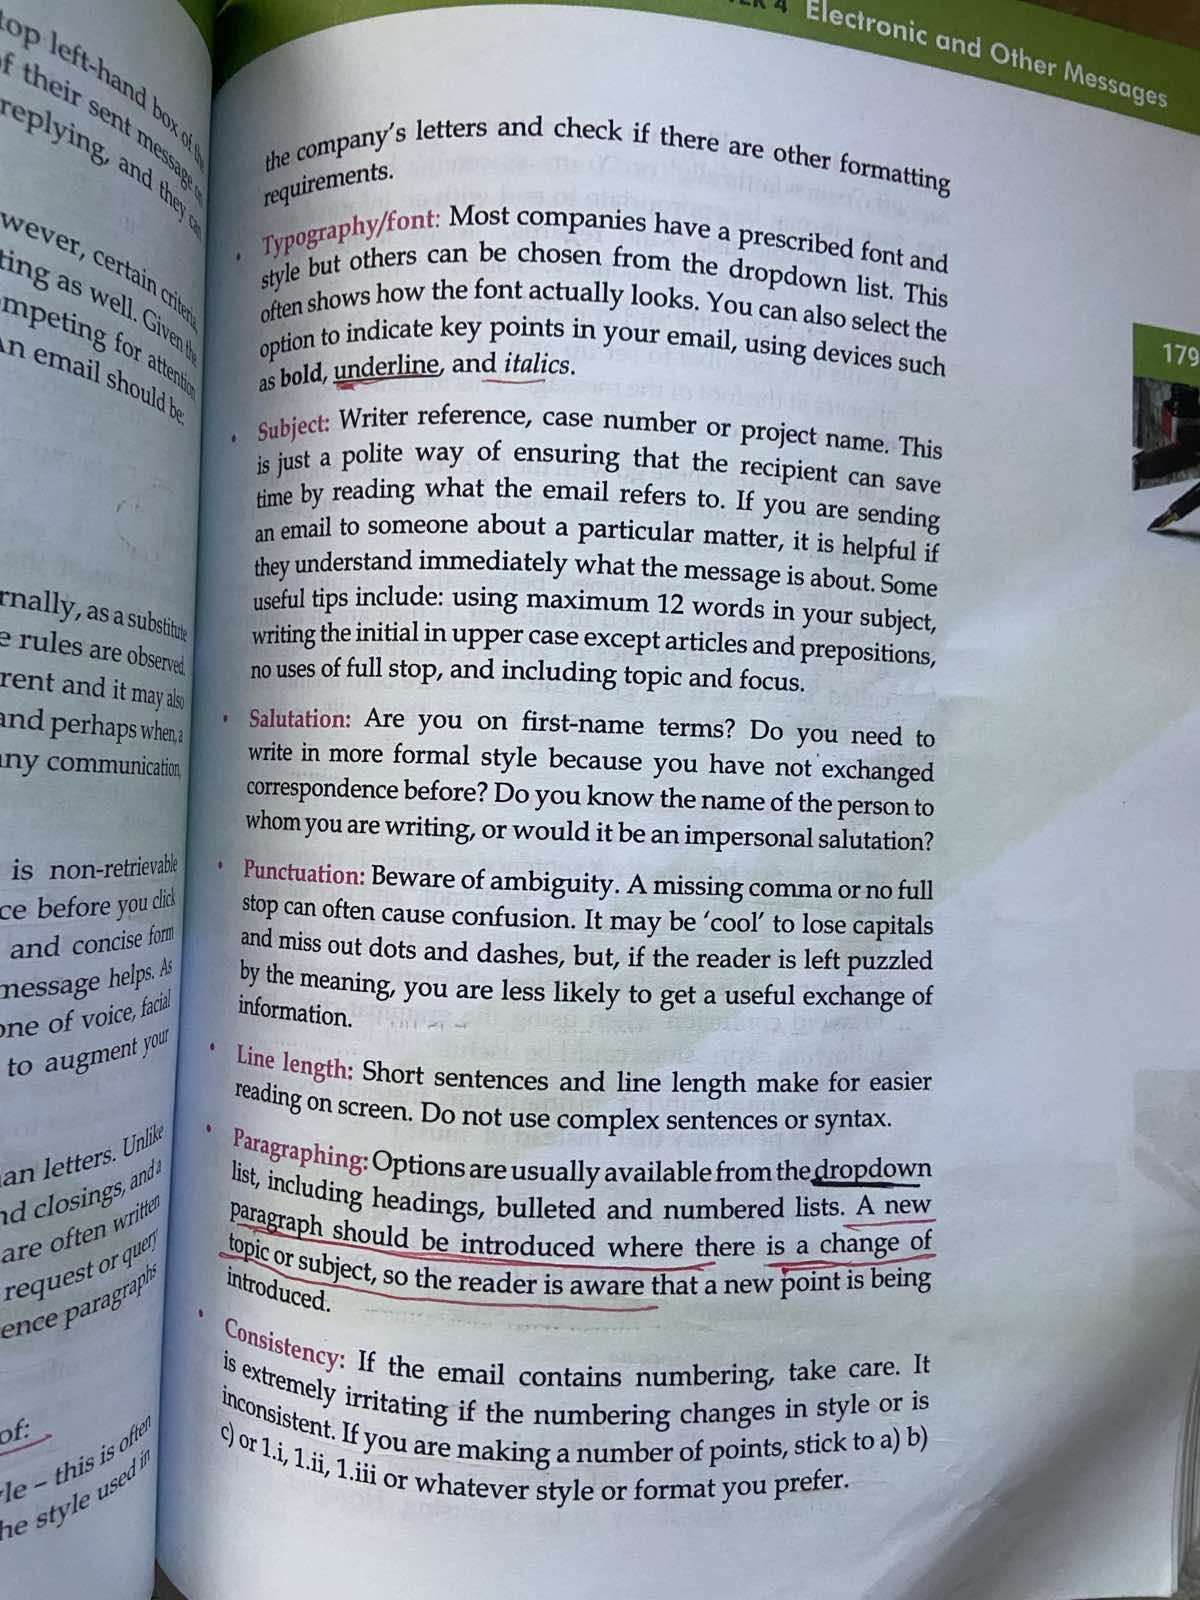 top left-hand box of the
of their sent message on
replying, and they can
wever, certain criteria,
ting as well. Given the
mpeting for attention
An email should be:
rnally, as a substitute
e rules are observed.
rent and it may also
and perhaps when, a
any communication,
is non-retrievable
ce before you click
and concise form
message helps. As
one of voice, facial
to augment your
an letters. Unlike
nd closings, and a
are often written
request or query
ence paragraphs
of:
le – this is often
he style used in
4 Electronic and Other Messages
the company's letters and check if there are other formatting
requirements.
• Typography/font: Most companies have a prescribed font and
style but others can be chosen from the dropdown list. This
often shows how the font actually looks. You can also select the
option to indicate key points in your email, using devices such
as bold, underline, and italics.
• Subject: Writer reference, case number or project name. This
is just a polite way of ensuring that the recipient can save
time by reading what the email refers to. If you are sending
an email to someone about a particular matter, it is helpful if
they understand immediately what the message is about. Some
useful tips include: using maximum 12 words in your subject,
writing the initial in upper case except articles and prepositions,
no uses of full stop, and including topic and focus.
• Salutation: Are you on first-name terms? Do you need to
write in more formal style because you have not exchanged
correspondence before? Do you know the name of the person to
whom you are writing, or would it be an impersonal salutation?
• Punctuation: Beware of ambiguity. A missing comma or no full
stop can often cause confusion. It may be 'cool' to lose capitals
and miss out dots and dashes, but, if the reader is left puzzled
by the meaning, you are less likely to get a useful exchange of
information.
• Line length: Short sentences and line length make for easier
reading on screen. Do not use complex sentences or syntax.
• Paragraphing: Options are usually available from the dropdown
list, including headings, bulleted and numbered lists. A new
paragraph should be introduced where there is a change of
topic or subject, so the reader is aware that a new point is being
introduced.
• Consistency: If the email contains numbering, take care. It
is extremely irritating if the numbering changes in style or is
inconsistent. If you are making a number of points, stick to a) b)
c) or 1.i, 1.ii, 1.iii or whatever style or format you prefer.
179